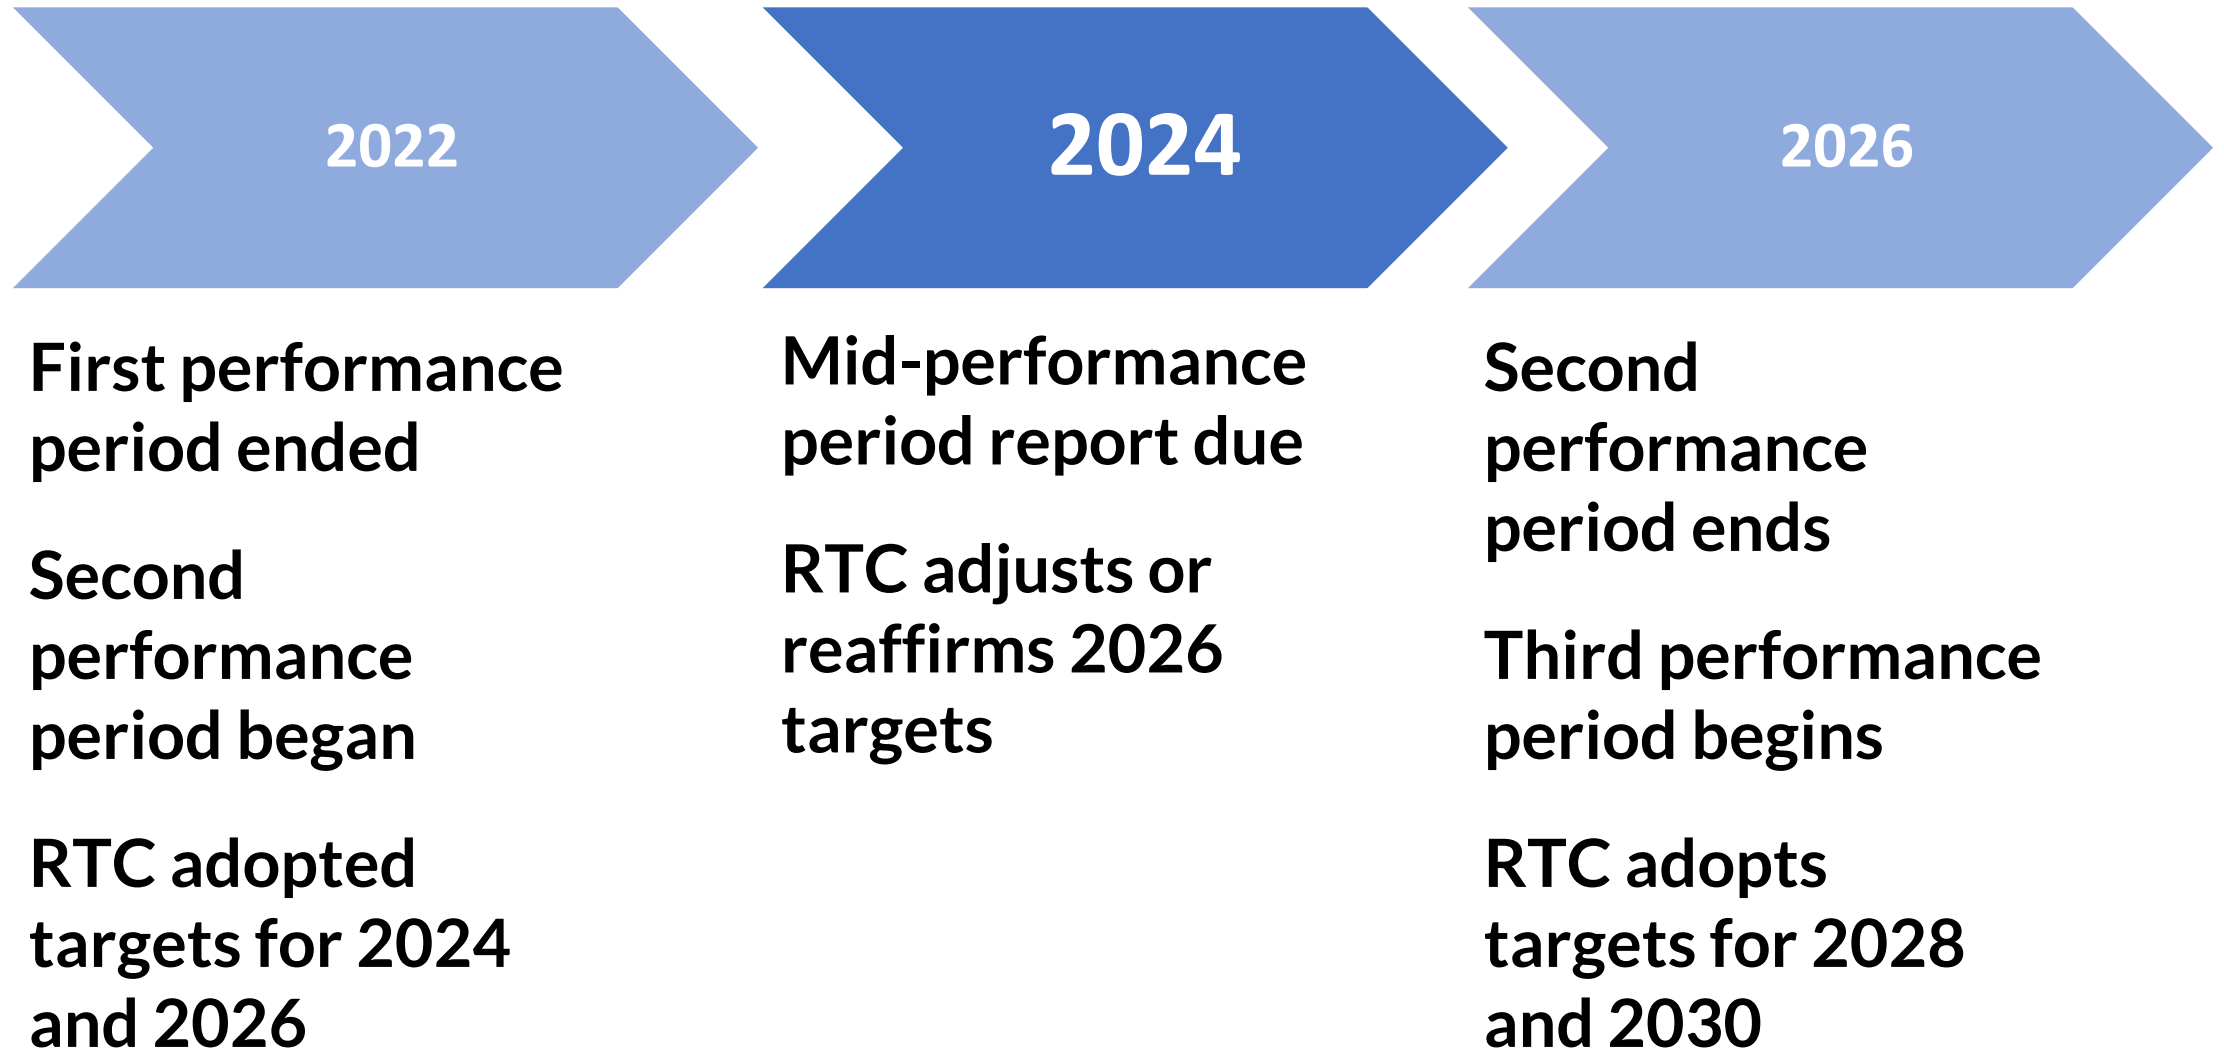 2022
First performance
period ended
Second
performance
period began
RTC adopted
targets for 2024
and 2026
2024
Mid-performance
period report due
RTC adjusts or
reaffirms 2026
targets
2026
Second
performance
period ends
Third performance
period begins
RTC adopts
targets for 2028
and 2030